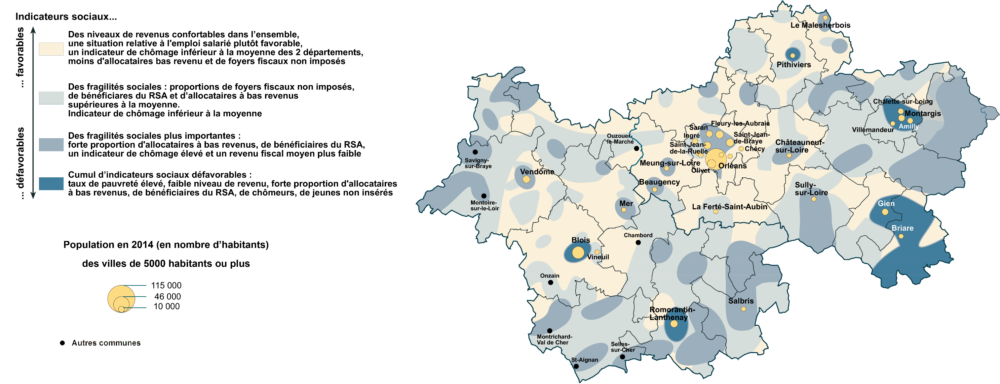 Indicateurs sociaux...
... favorables
Des niveaux de revenus confortables dans l’ensemble,
une situation relative à l'emploi salarié plutôt favorable,
un indicateur de chômage inférieur à la moyenne des 2 départements,
moins d'allocataires bas revenu et de foyers fiscaux non imposés
Des fragilités sociales : proportions de foyers fiscaux non imposés,
de bénéficiares du RSA et d’allocataires à bas revenus
supérieures à la moyenne.
Indicateur de chômage inférieur à la moyenne
... défavorables
Des fragilités sociales plus importantes :
forte proportion d'allocataires à bas revenus, de bénéficiaires du RSA,
un indicateur de chômage élevé et un revenu fiscal moyen plus faible
Cumul d’indicateurs sociaux défavorables :
taux de pauvreté élevé, faible niveau de revenu, forte proportion d'allocataires
à bas revenus, de bénéficiaires du RSA, de chômeurs, de jeunes non insérés
Population en 2014 (en nombre d’habitants)
des villes de 5000 habitants ou plus
115 000
46 000
10 000
Autres communes
Le Malesherbois
Pithiviers
Châlette-sur-Loing
Montargis
Amilly
Villemandeur
Fleury-les-Aubrais
Saran
Ingré
Saint-Jean-
de-Braye
Chécy
Saint-Jean-
de-la-Ruelle
Châteauneuf-
sur-Loire
Ouzouer-
le-Marché
Savigny-
sur-Braye
Meung-sur-Loire
Olivet
Orléans
Vendôme
Beaugency
Sully-
sur-Loire
Montoire-
sur-le-Loir
Mer
La Ferté-Saint-Aubin
Gien
Briare
Chambord
Blois
Vineuil
Onzain
Salbris
Romorantin-
Lanthenay
Montrichard-
Val de Cher
Selles-
sur-Cher
St-Aignan